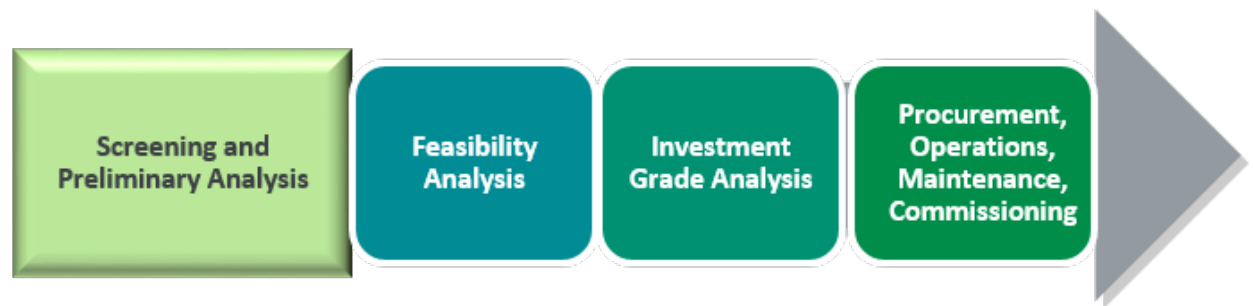 Screening and
Preliminary Analysis
Feasibility
Analysis
Investment
Grade Analysis
Procurement,
Operations,
Maintenance,
Commissioning